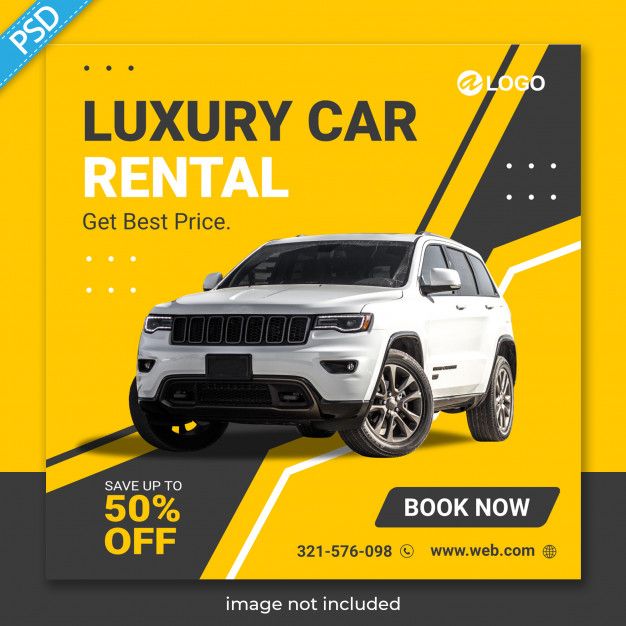 PSD
LOGO
LUXURY CAR
RENTAL
Get Best Price.
SAVE UP TO
50%
OFF
BOOK NOW
321-576-098
www.web.com
image not included